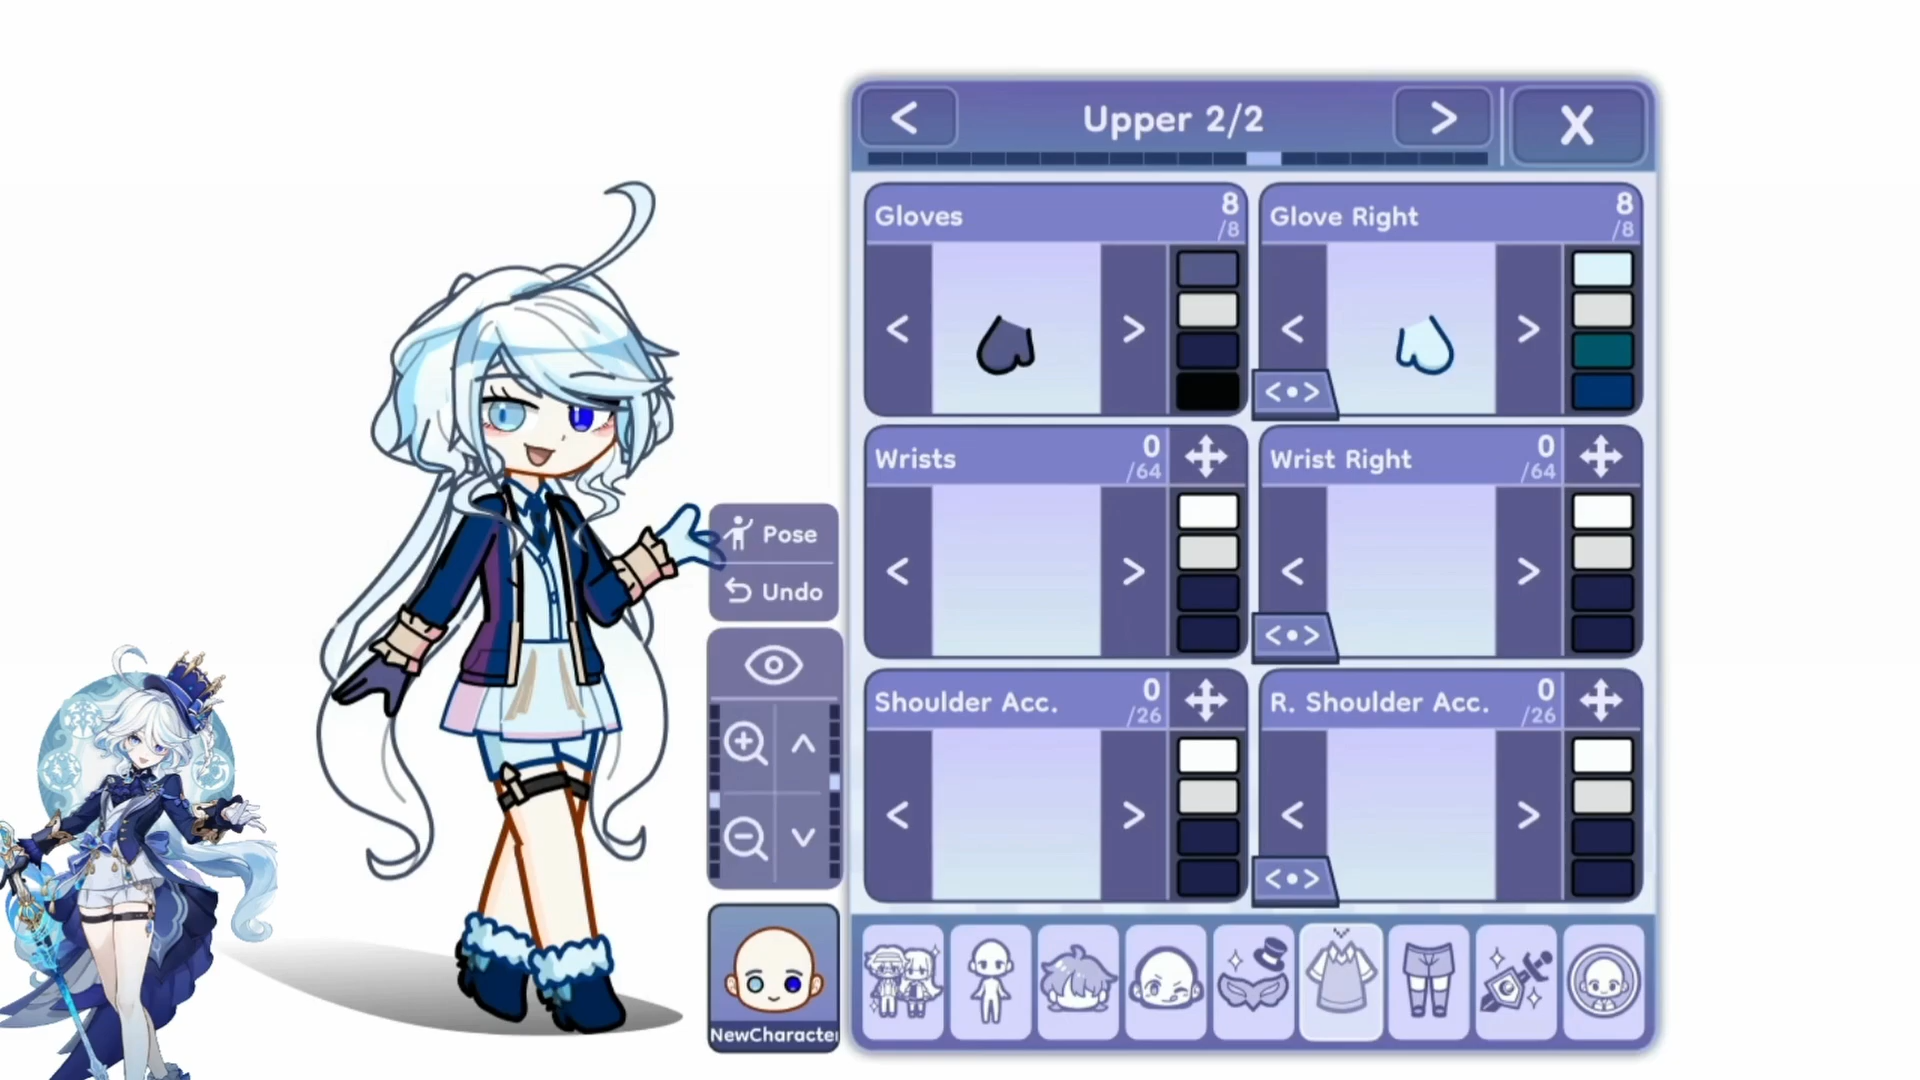 < Upper 2/2 > X
Gloves 8 /8
Glove Right 8 /8
< >
< >
<•>
Wrists 0 /64
Wrist Right 0 /64
< >
< >
<•>
Shoulder Acc. 0 /26
R. Shoulder Acc. 0 /26
< >
< >
<•>
Pose
Undo
NewCharacter